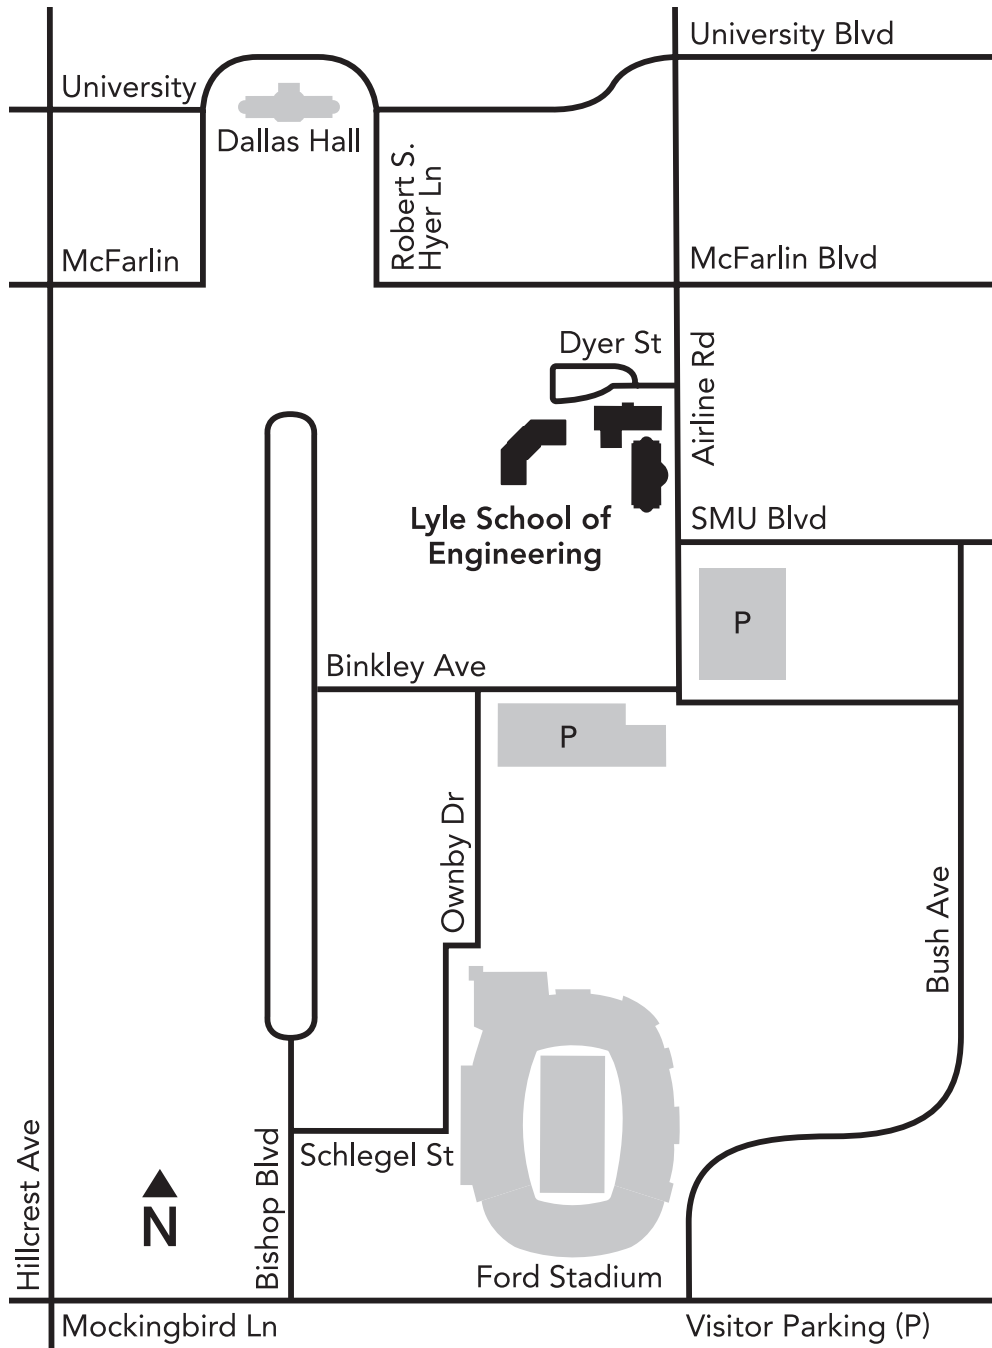 University Blvd
University
Dallas Hall
Robert S.
Hyer Ln
McFarlin
McFarlin Blvd
Dyer St
Airline Rd
Lyle School of
Engineering
SMU Blvd
P
Binkley Ave
P
Ownby Dr
Bush Ave
Hillcrest Ave
N
Bishop Blvd
Schlegel St
Ford Stadium
Mockingbird Ln
Visitor Parking (P)